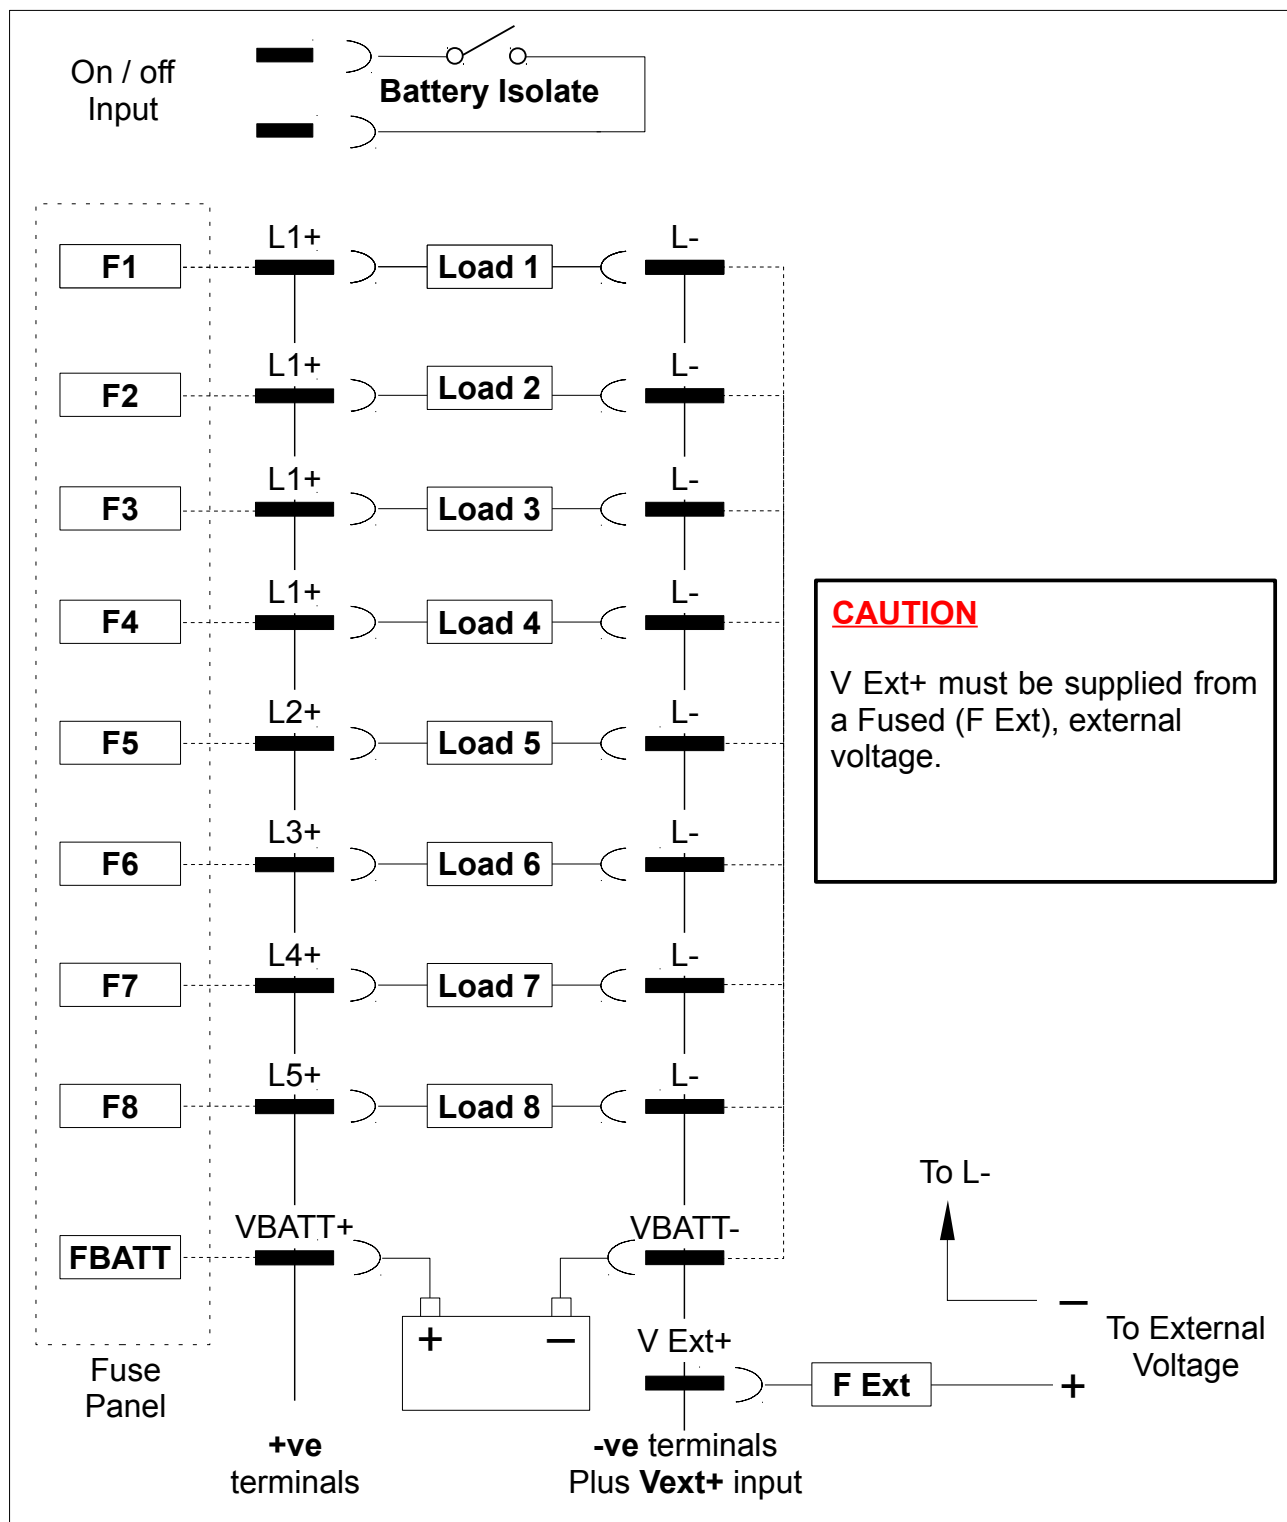 On / off
Input
Battery Isolate
L1+
L-
F1
Load 1
L1+
L-
F2
Load 2
L1+
L-
F3
Load 3
L1+
L-
F4
Load 4
CAUTION
V Ext+ must be supplied from
a Fused (F Ext), external
voltage.
L2+
L-
F5
Load 5
L3+
L-
F6
Load 6
L4+
L-
F7
Load 7
L5+
L-
F8
Load 8
To L-
VBATT+
VBATT-
FBATT
+
–
–
V Ext+
To External
Voltage
F Ext
+
Fuse
Panel
+ve
terminals
-ve terminals
Plus Vext+ input